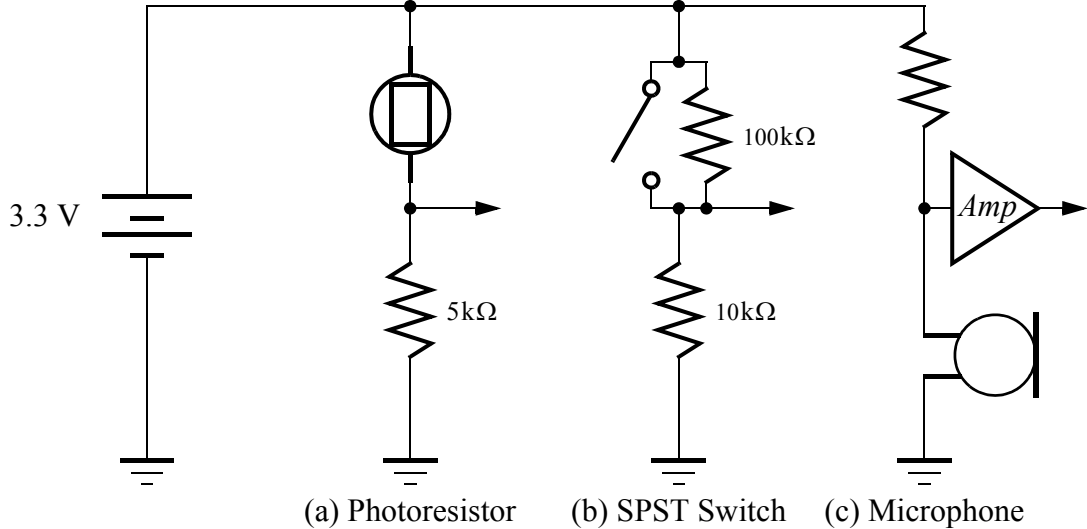 100kΩ
3.3 V
Amp
5kΩ
10kΩ
(a) Photoresistor
(b) SPST Switch
(c) Microphone